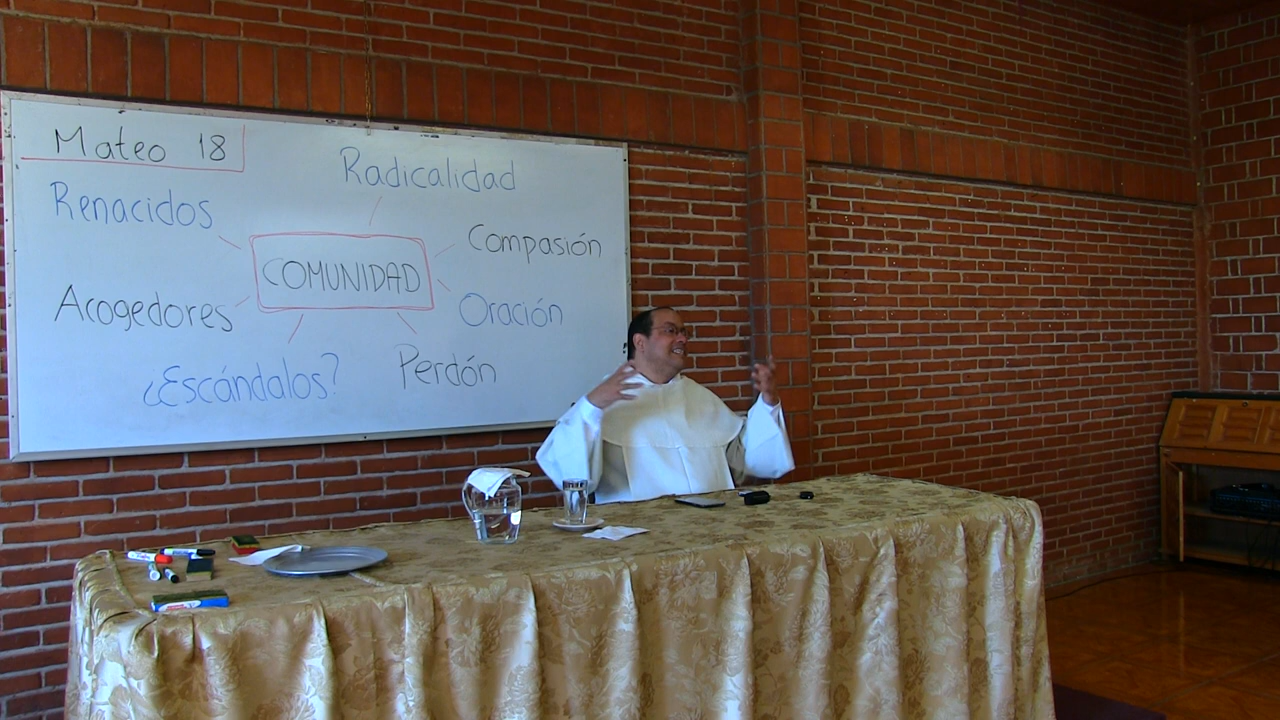 Mateo 18
Radicalidad
Renacidos
Compasión
COMUNIDAD
Acogedores
Oración
¿Escándalos?
Perdón